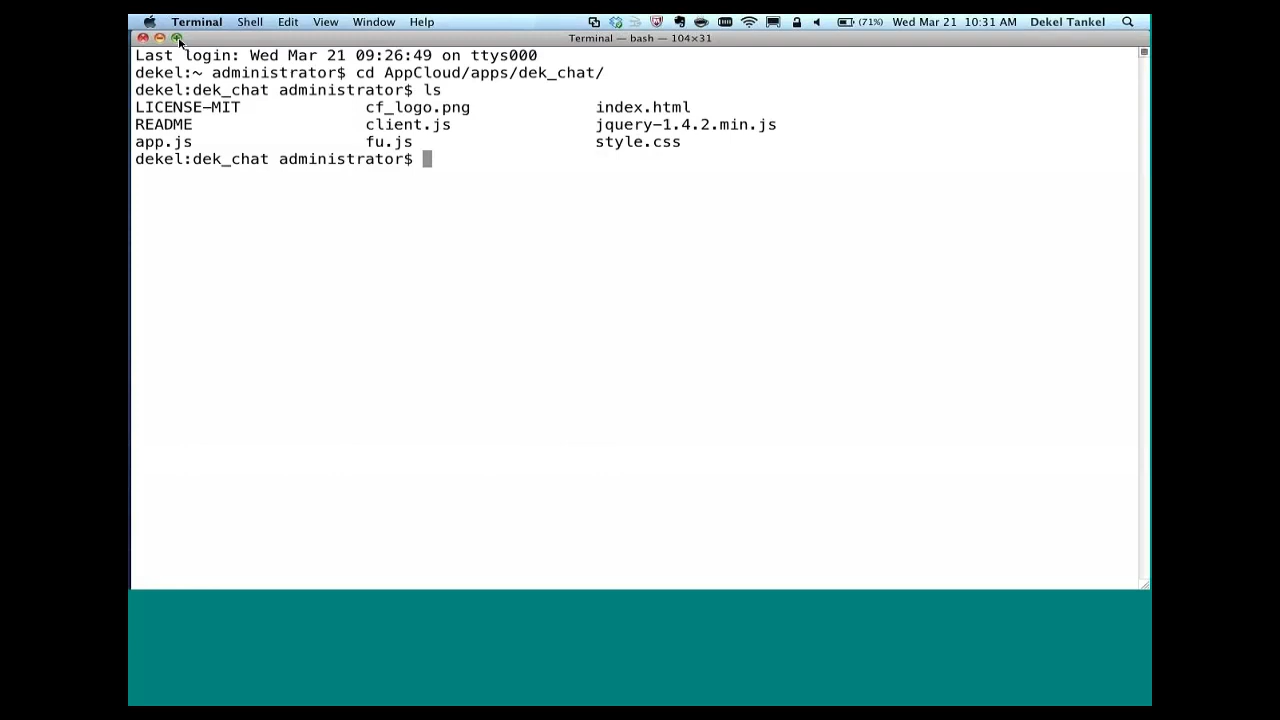 Terminal Shell Edit View Window Help (71%) Wed Mar 21 10:31 AM Dekel Tankel
Terminal — bash — 104×31
Last login: Wed Mar 21 09:26:49 on ttys000
dekel:~ administrator$ cd AppCloud/apps/dek_chat/
dekel:dek_chat administrator$ ls
LICENSE-MIT cf_logo.png index.html
README client.js jquery-1.4.2.min.js
app.js fu.js style.css
dekel:dek_chat administrator$